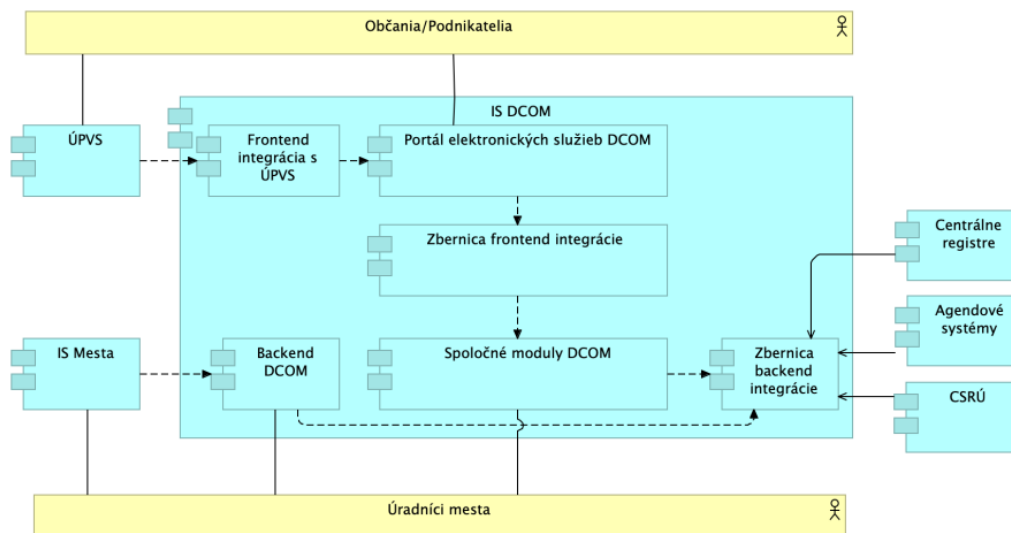 Občania/Podnikatelia
IS DCOM
ÚPVS
Frontend
integrácia s
ÚPVS
Portál elektronických služieb DCOM
Zbernica frontend integrácie
Centrálne
registre
Agendové
systémy
IS Mesta
Backend
DCOM
Spoločné moduly DCOM
Zbernica
backend
integrácie
CSRÚ
Úradníci mesta